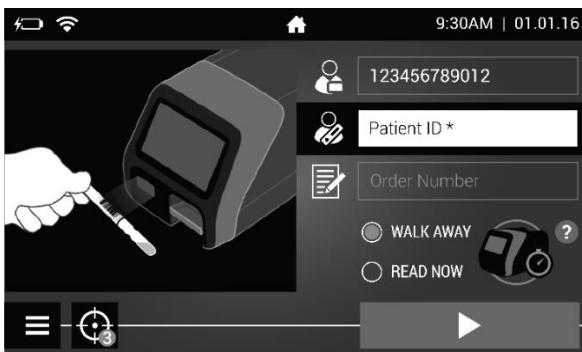 9:30AM | 01.01.16
123456789012
Patient ID *
Order Number
WALK AWAY
?
READ NOW
3